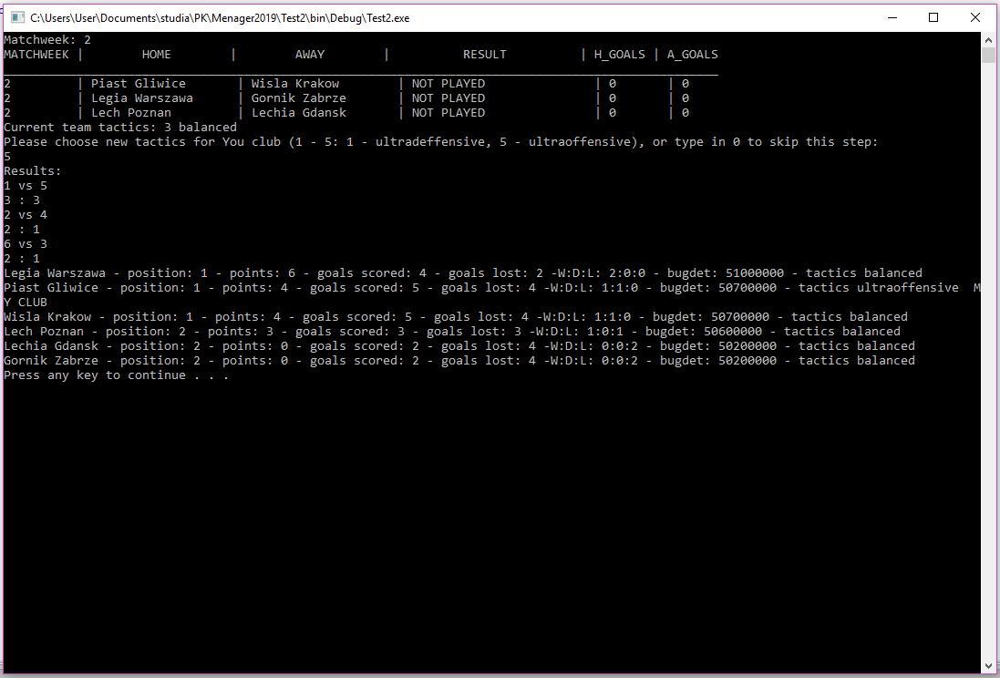 C:\Users\User\Documents\studia\PK\Menager2019\Test2\bin\Debug\Test2.exe
Matchweek: 2
MATCHWEEK | HOME | AWAY | RESULT | H_GOALS | A_GOALS
2 | Piast Gliwice | Wisla Krakow | NOT PLAYED | 0 | 0
2 | Legia Warszawa | Gornik Zabrze | NOT PLAYED | 0 | 0
2 | Lech Poznan | Lechia Gdansk | NOT PLAYED | 0 | 0
Current team tactics: 3 balanced
Please choose new tactics for You club (1 - 5: 1 - ultradeffensive, 5 - ultraoffensive), or type in 0 to skip this step:
5
Results:
1 vs 5
3 : 3
2 vs 4
2 : 1
6 vs 3
2 : 1
Legia Warszawa - position: 1 - points: 6 - goals scored: 4 - goals lost: 2 -W:D:L: 2:0:0 - bugdet: 51000000 - tactics balanced
Piast Gliwice - position: 1 - points: 4 - goals scored: 5 - goals lost: 4 -W:D:L: 1:1:0 - bugdet: 50700000 - tactics ultraoffensive  M
Y CLUB
Wisla Krakow - position: 1 - points: 4 - goals scored: 5 - goals lost: 4 -W:D:L: 1:1:0 - bugdet: 50700000 - tactics balanced
Lech Poznan - position: 2 - points: 3 - goals scored: 3 - goals lost: 3 -W:D:L: 1:0:1 - bugdet: 50600000 - tactics balanced
Lechia Gdansk - position: 2 - points: 0 - goals scored: 2 - goals lost: 4 -W:D:L: 0:0:2 - bugdet: 50200000 - tactics balanced
Gornik Zabrze - position: 2 - points: 0 - goals scored: 2 - goals lost: 4 -W:D:L: 0:0:2 - bugdet: 50200000 - tactics balanced
Press any key to continue . . .